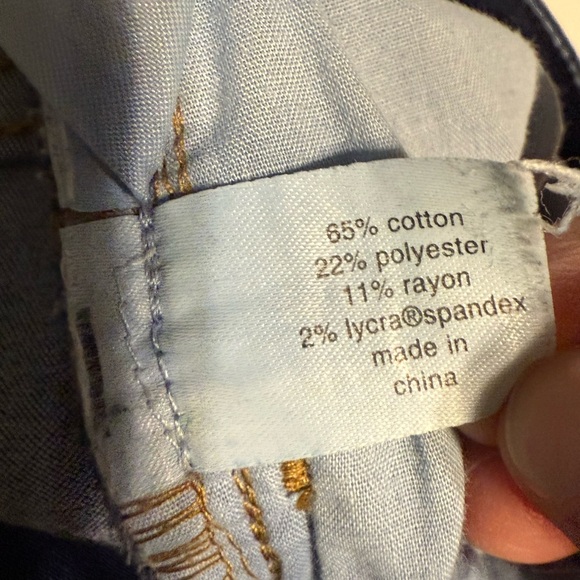 65% cotton
22% polyester
11% rayon
2% lycra®spandex
made in
china